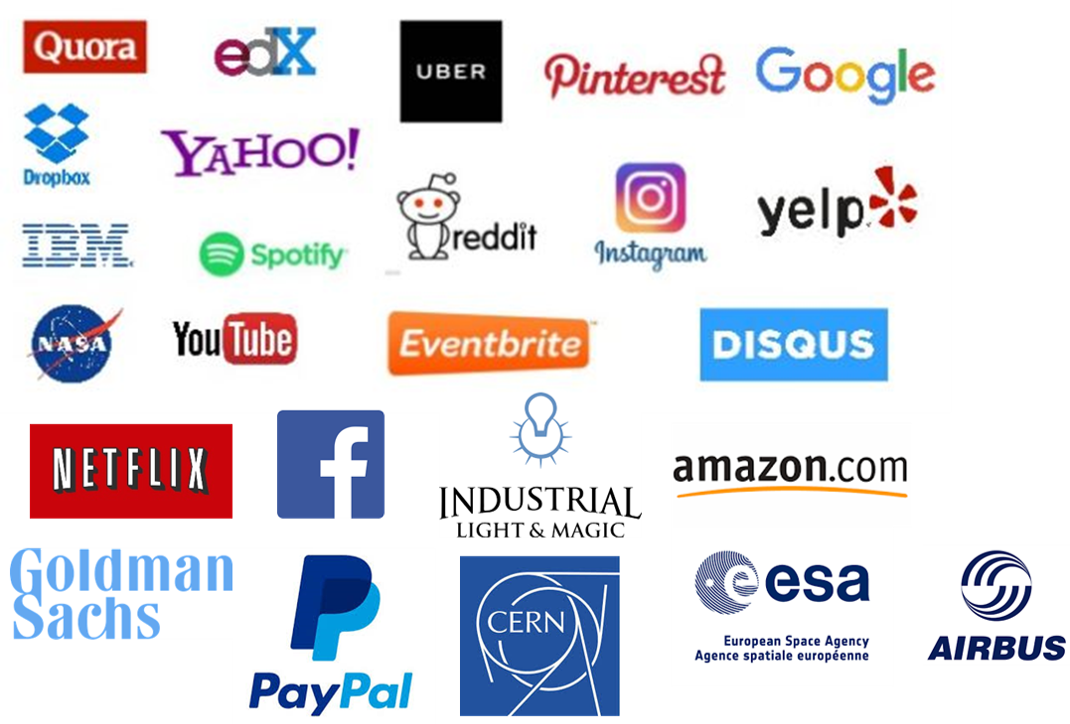 Quora
edX
UBER
Pinterest
Google
Dropbox
YAHOO!
reddit
Instagram
yelp
IBM
Spotify
NASA
YouTube
Eventbrite
DISQUS
NETFLIX
f
INDUSTRIAL
LIGHT & MAGIC
amazon.com
Goldman
Sachs
PayPal
CERN
esa
European Space Agency
Agence spatiale européenne
AIRBUS